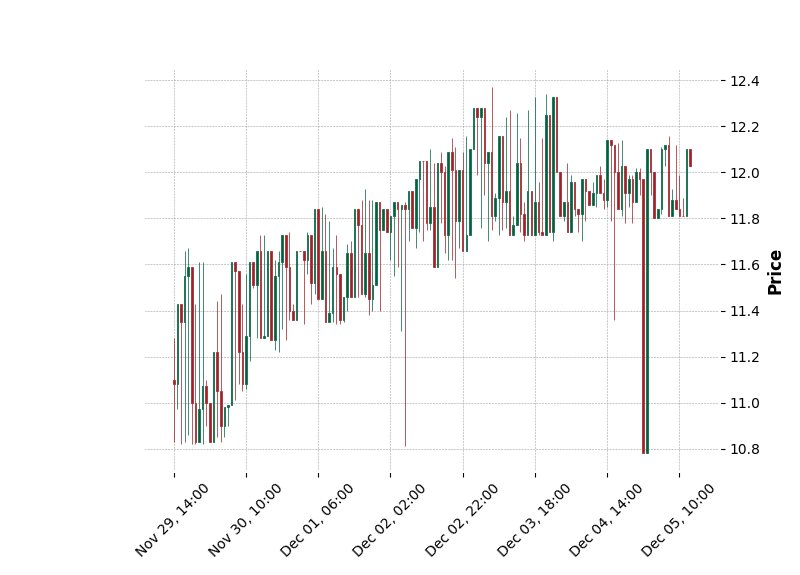 12.4
12.2
12.0
11.8
11.6
11.4
11.2
11.0
10.8
Price
Nov 29, 14:00
Nov 30, 10:00
Dec 01, 06:00
Dec 02, 02:00
Dec 02, 22:00
Dec 03, 18:00
Dec 04, 14:00
Dec 05, 10:00